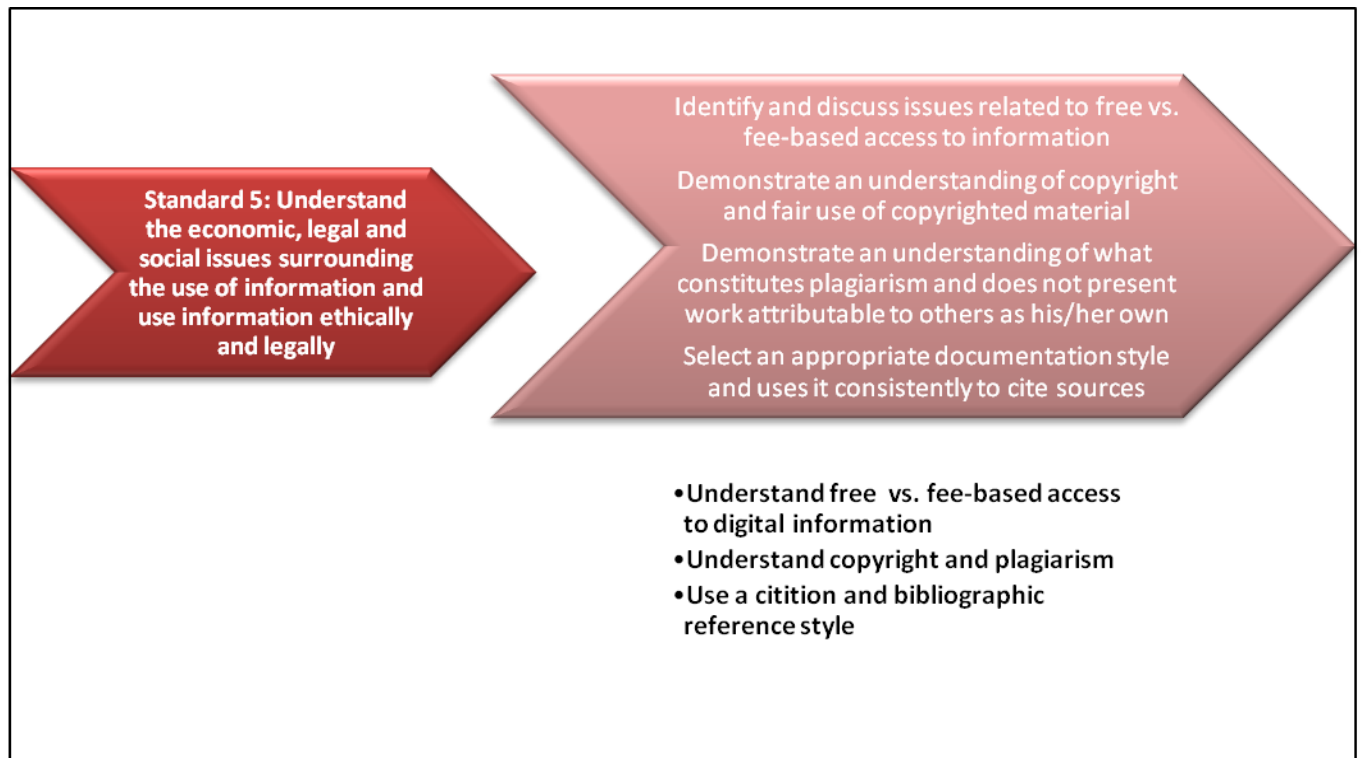 Standard 5: Understand
the economic, legal and
social issues surrounding
the use of information and
use information ethically
and legally
Identify and discuss issues related to free vs.
fee-based access to information
Demonstrate an understanding of copyright
and fair use of copyrighted material
Demonstrate an understanding of what
constitutes plagiarism and does not present
work attributable to others as his/her own
Select an appropriate documentation style
and uses it consistently to cite sources
•Understand free vs. fee-based access
to digital information
•Understand copyright and plagiarism
•Use a citition and bibliographic
reference style